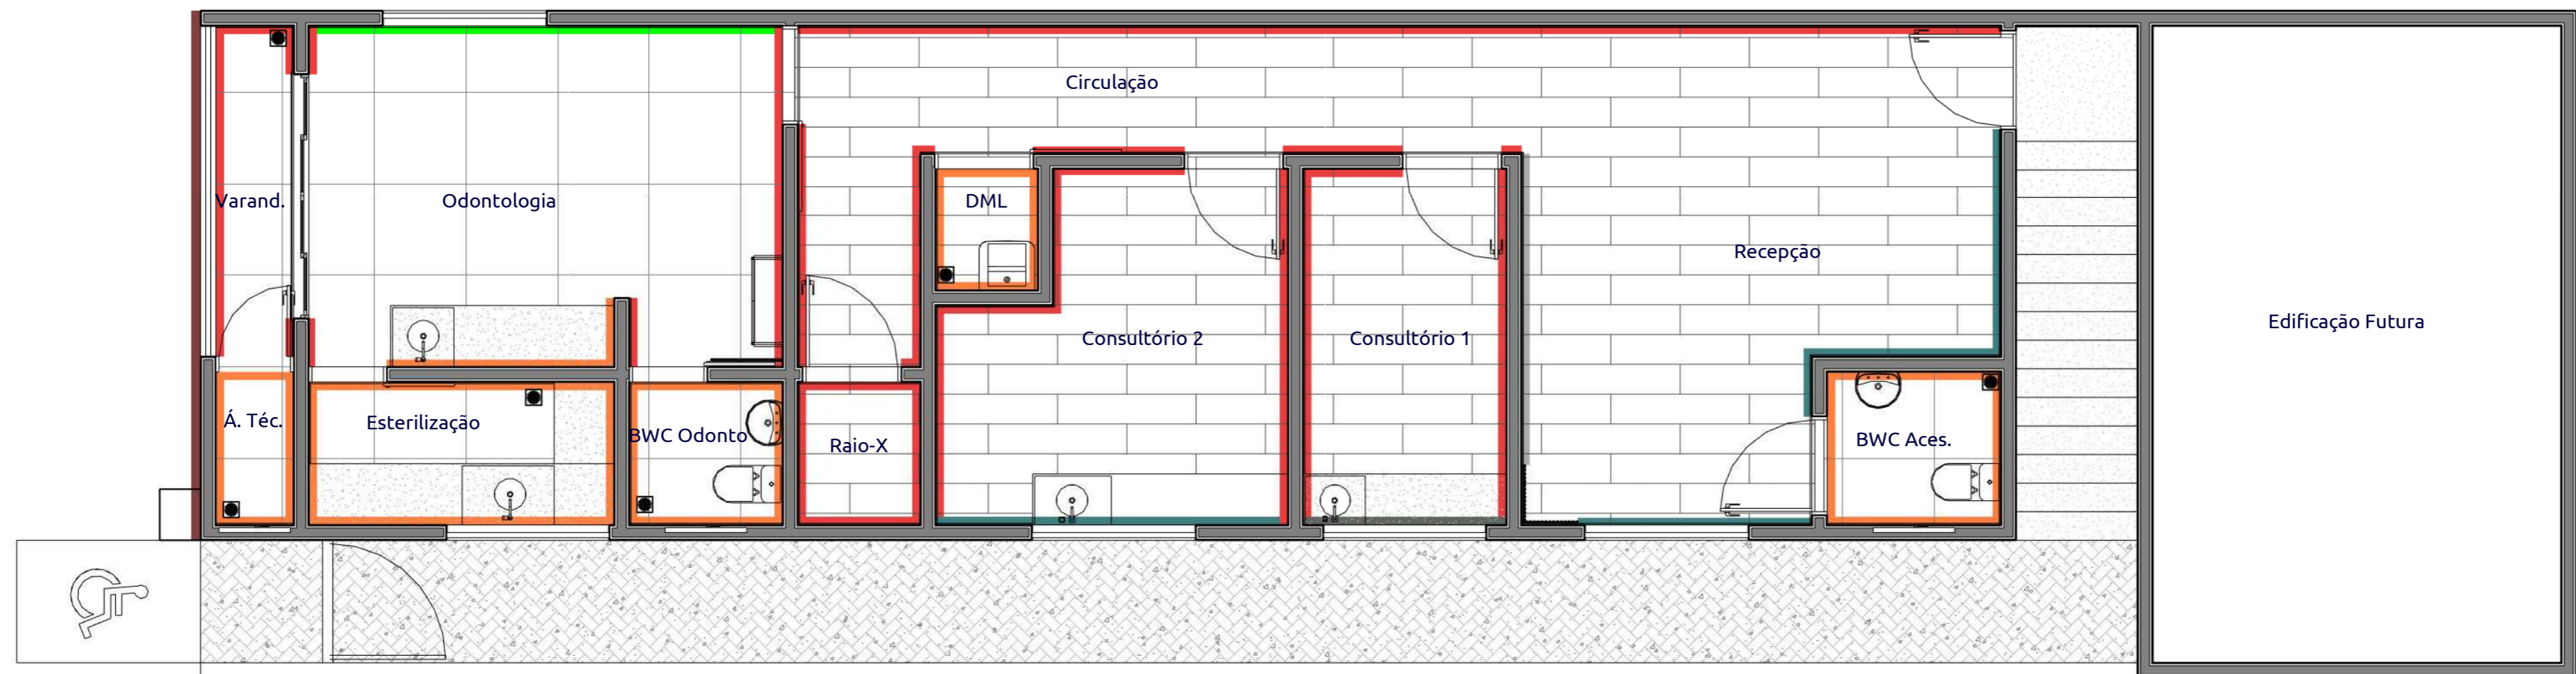 Circulação
Varand.
Odontologia
DML
Recepção
Consultório 2
Consultório 1
Edificação Futura
Á. Téc.
Esterilização
BWC Odonto
Raio-X
BWC Aces.